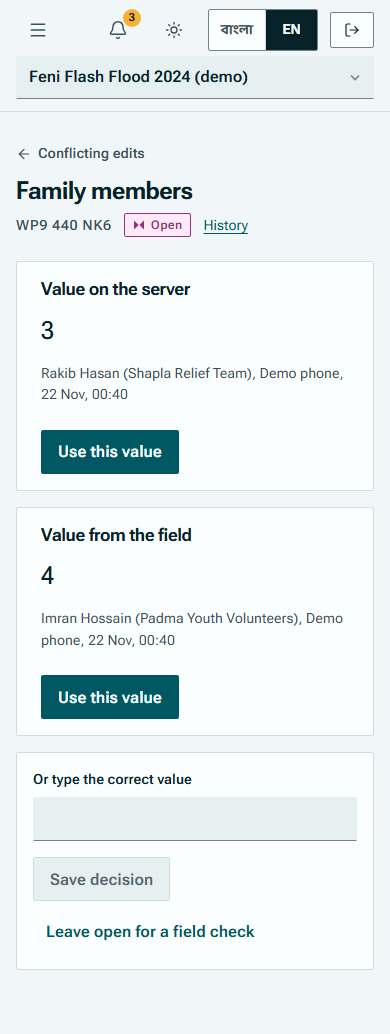 3
বাংলা
EN
Feni Flash Flood 2024 (demo)
Conflicting edits
Family members
WP9 440 NK6
Open
History
Value on the server
3
Rakib Hasan (Shapla Relief Team), Demo phone,
22 Nov, 00:40
Use this value
Value from the field
4
Imran Hossain (Padma Youth Volunteers), Demo
phone, 22 Nov, 00:40
Use this value
Or type the correct value
Save decision
Leave open for a field check